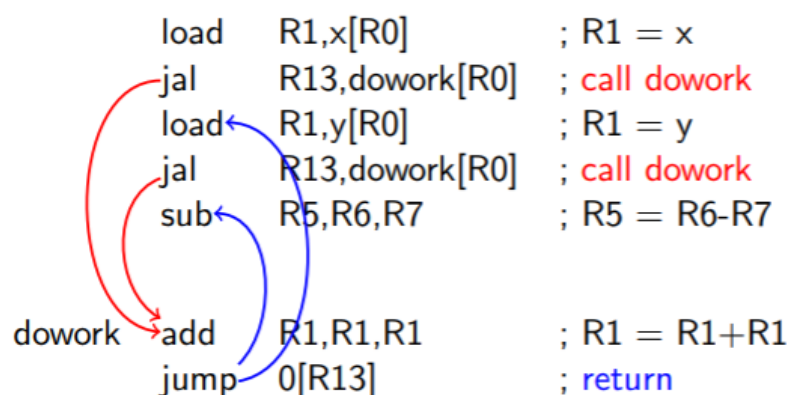 load R1,x[R0] ; R1 = x
jal R13,dowork[R0] ; call dowork
load R1,y[R0] ; R1 = y
jal R13,dowork[R0] ; call dowork
sub R5,R6,R7 ; R5 = R6-R7
dowork add R1,R1,R1 ; R1 = R1+R1
jump 0[R13] ; return